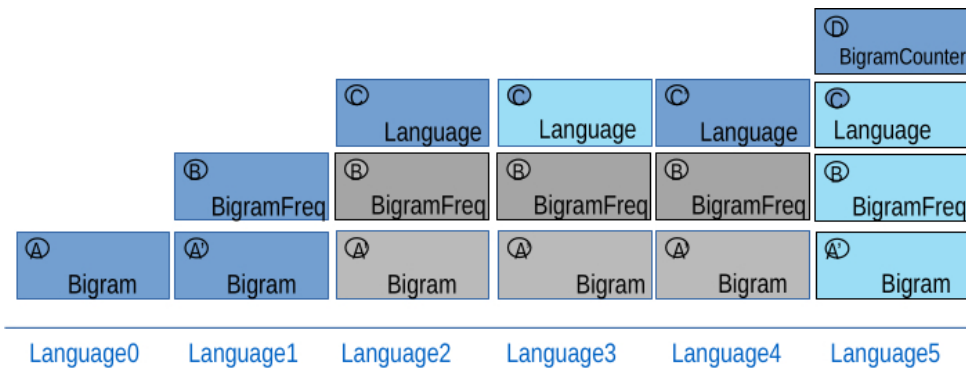 D
BigramCounter
C
Language
C
Language
C
Language
C
Language
B
BigramFreq
B
BigramFreq
B
BigramFreq
B
BigramFreq
B
BigramFreq
A
Bigram
A'
Bigram
A'
Bigram
A
Bigram
A'
Bigram
A'
Bigram
Language0 Language1 Language2 Language3 Language4 Language5